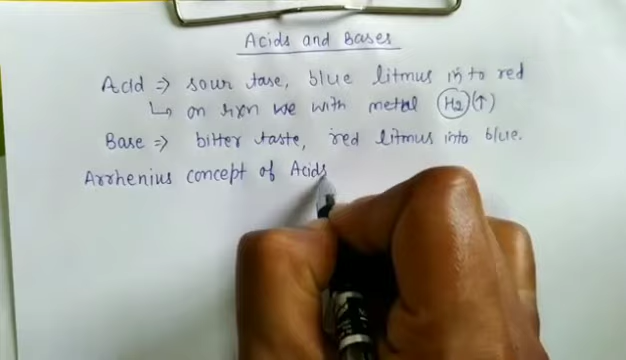 Acids and Bases
Acid => sour tase, blue litmus in to red
↳ on rxn we with metal (H2)(↑)
Base => bitter taste, red litmus into blue.
Arrhenius concept of Acids